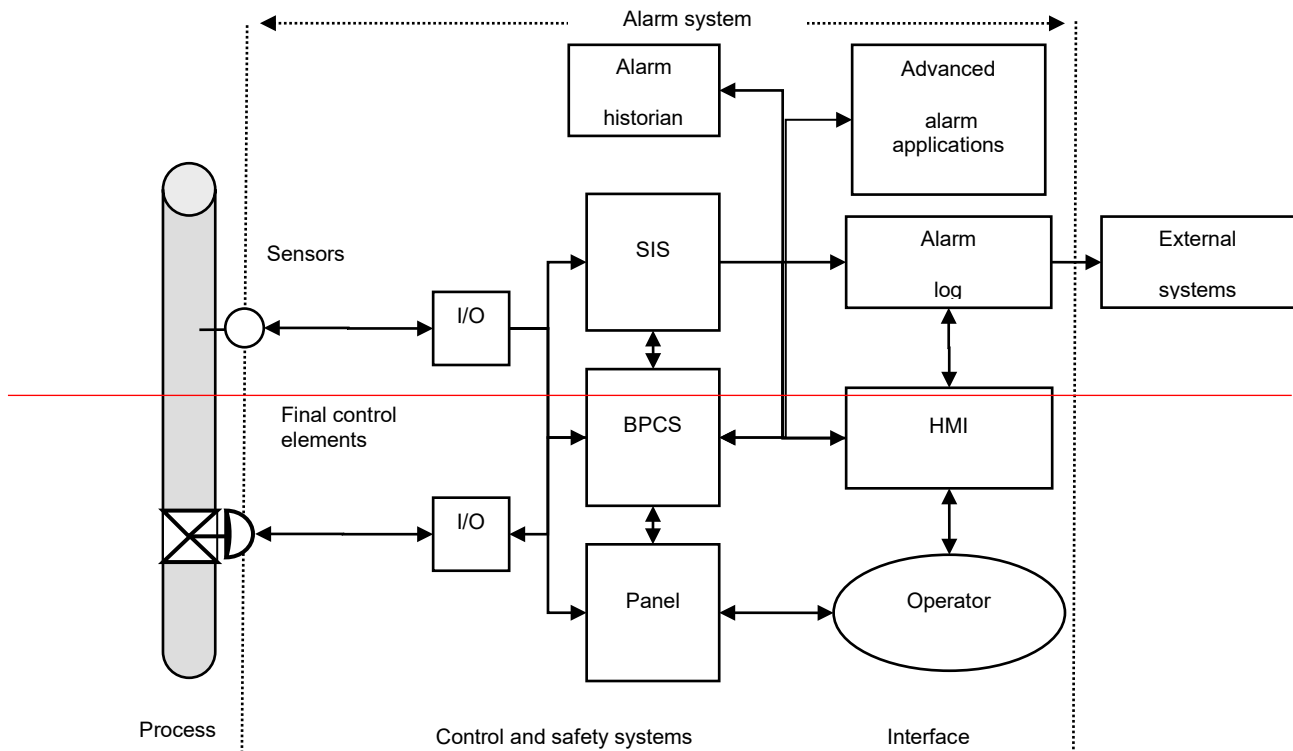 Alarm system
Alarm
historian
Advanced
alarm
applications
Sensors
I/O
SIS
Alarm
log
External
systems
Final control
elements
BPCS
HMI
I/O
Panel
Operator
Process
Control and safety systems
Interface